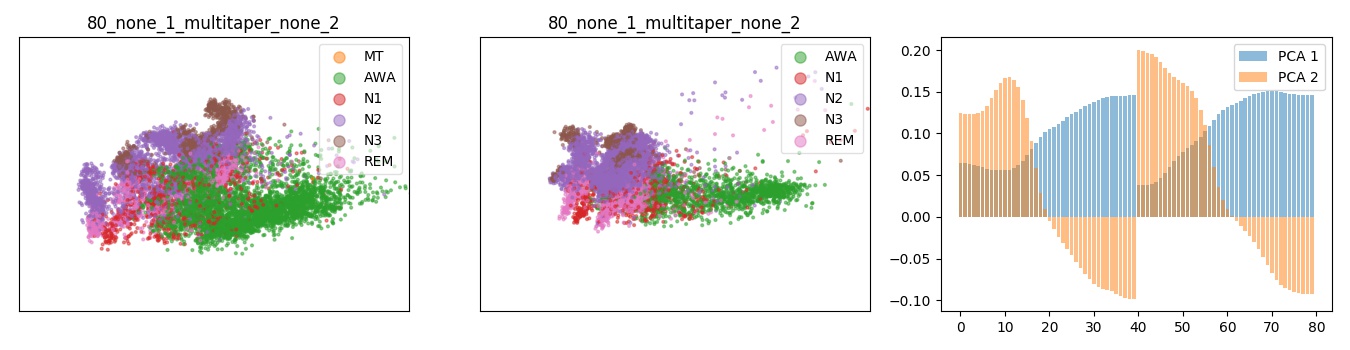 80_none_1_multitaper_none_2
MT
AWA
N1
N2
N3
REM
80_none_1_multitaper_none_2
AWA
N1
N2
N3
REM
PCA 1
PCA 2
0.20
0.15
0.10
0.05
0.00
−0.05
−0.10
0 10 20 30 40 50 60 70 80